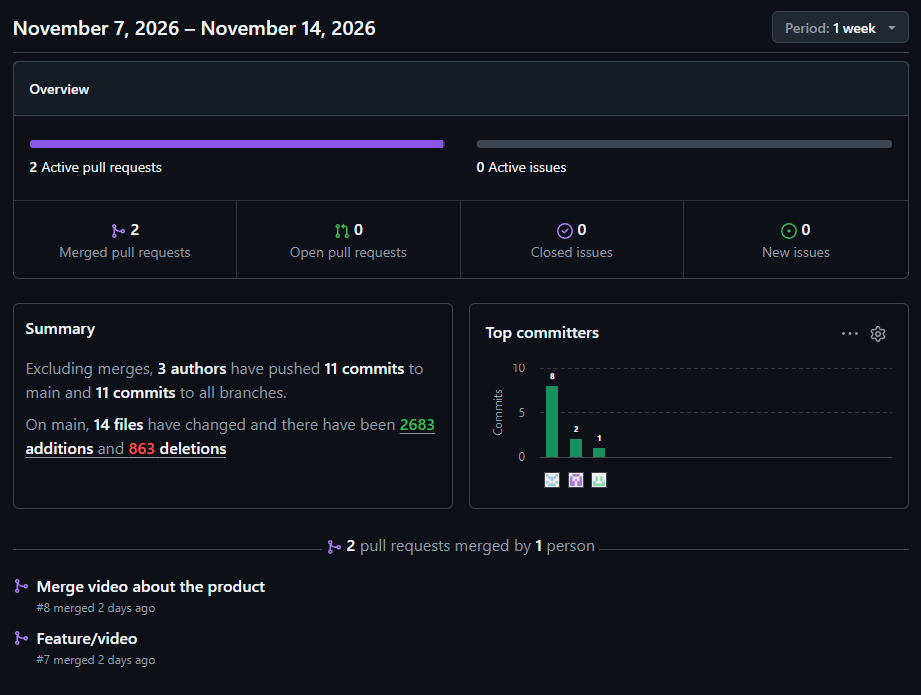 November 7, 2026 – November 14, 2026
Period: 1 week
Overview
2 Active pull requests
0 Active issues
2
Merged pull requests
0
Open pull requests
0
Closed issues
0
New issues
Summary
Excluding merges, 3 authors have pushed 11 commits to
main and 11 commits to all branches.
On main, 14 files have changed and there have been 2683
additions and 863 deletions
Top committers
Commits
10
5
0
8
2
1
2 pull requests merged by 1 person
Merge video about the product
#8 merged 2 days ago
Feature/video
#7 merged 2 days ago